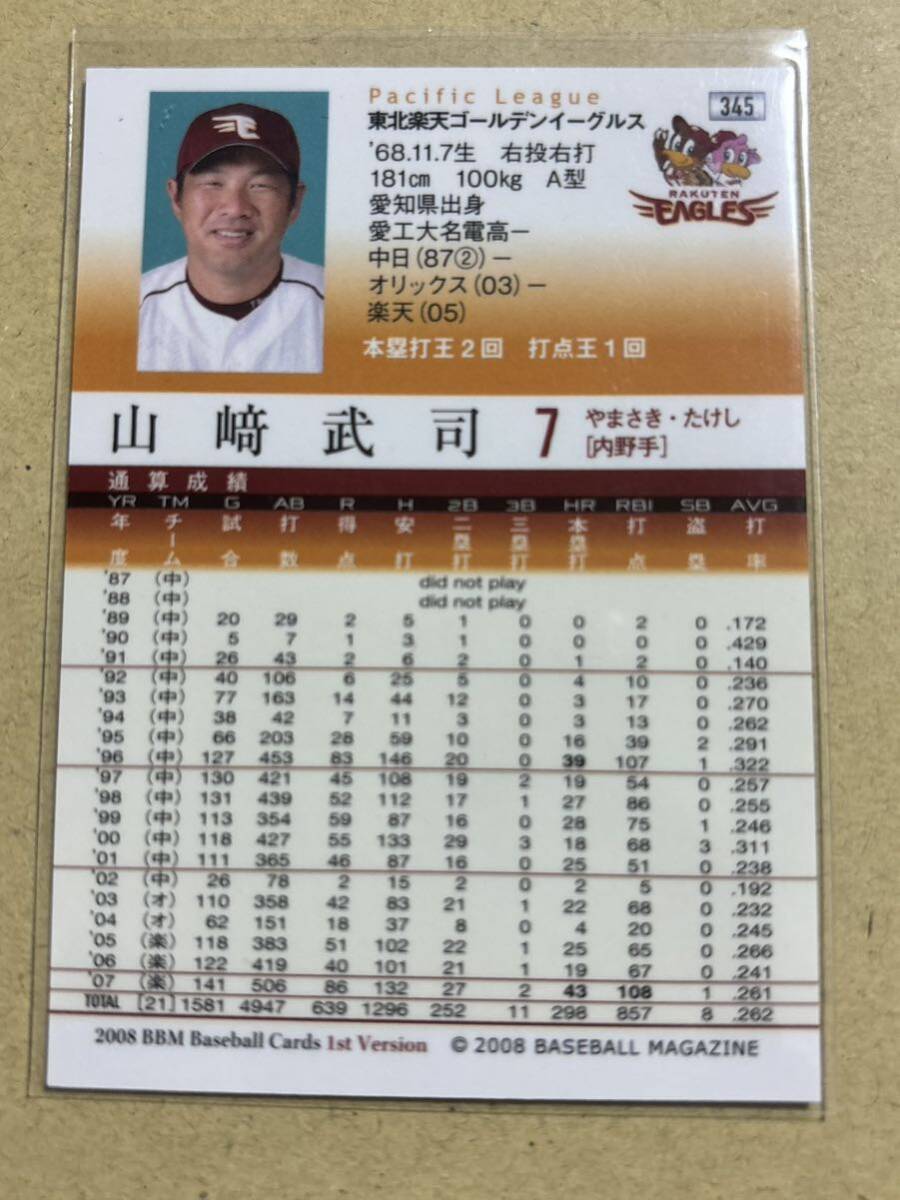 Pacific League
345
東北楽天ゴールデンイーグルス
'68.11.7生 右投右打
181cm 100kg A型
愛知県出身
愛工大名電高ー
中日(87②)ー
オリックス(03)ー
楽天(05)
RAKUTEN
EAGLES
本塁打王2回 打点王1回
山﨑武司 7 やまさき・たけし
[内野手]
通算成績
YR TM G AB R H 2B 3B HR RBI SB AVG
年度 チーム 試合 打数 得点 安打 二塁打 三塁打 本塁打 打点 盗塁 打率
'87 (中) did not play
'88 (中) did not play
'89 (中) 20 29 2 5 1 0 0 2 0 .172
'90 (中) 5 7 1 3 1 0 0 0 0 .429
'91 (中) 26 43 2 6 2 0 1 2 0 .140
'92 (中) 40 106 6 25 5 0 4 10 0 .236
'93 (中) 77 163 14 44 12 0 3 17 0 .270
'94 (中) 38 42 7 11 3 0 3 13 0 .262
'95 (中) 66 203 28 59 10 0 16 39 2 .291
'96 (中) 127 453 83 146 20 0 39 107 1 .322
'97 (中) 130 421 45 108 19 2 19 54 0 .257
'98 (中) 131 439 52 112 17 1 27 86 0 .255
'99 (中) 113 354 59 87 16 0 28 75 1 .246
'00 (中) 118 427 55 133 29 3 18 68 3 .311
'01 (中) 111 365 46 87 16 0 25 51 0 .238
'02 (中) 26 78 2 15 2 0 2 5 0 .192
'03 (オ) 110 358 42 83 21 1 22 68 0 .232
'04 (オ) 62 151 18 37 8 0 4 20 0 .245
'05 (楽) 118 383 51 102 22 1 25 65 0 .266
'06 (楽) 122 419 40 101 21 1 19 67 0 .241
'07 (楽) 141 506 86 132 27 2 43 108 1 .261
TOTAL [21] 1581 4947 639 1296 252 11 298 857 8 .262
2008 BBM Baseball Cards 1st Version © 2008 BASEBALL MAGAZINE